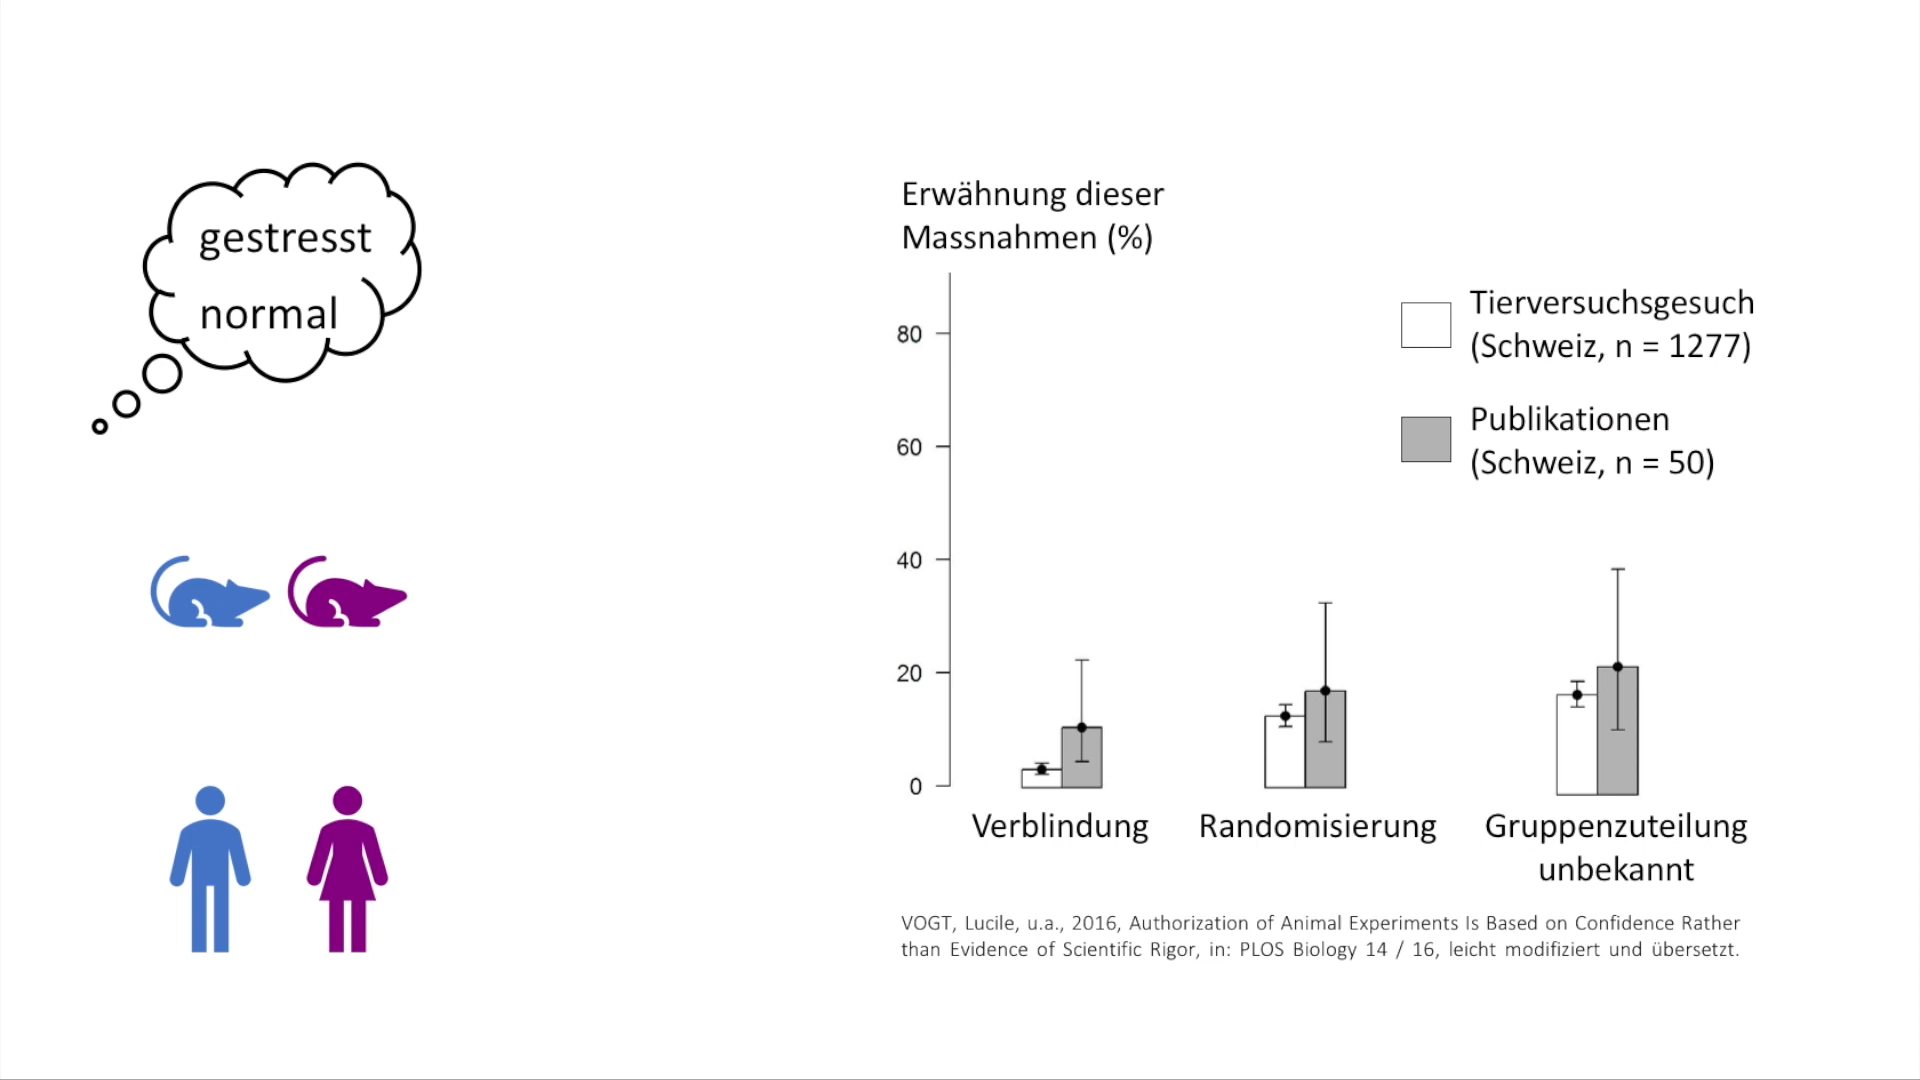 gestresst
normal
Erwähnung dieser
Massnahmen (%)
80
60
40
20
0
Tierversuchsgesuch
(Schweiz, n = 1277)
Publikationen
(Schweiz, n = 50)
Verblindung
Randomisierung
Gruppenzuteilung
unbekannt
VOGT, Lucile, u.a., 2016, Authorization of Animal Experiments Is Based on Confidence Rather
than Evidence of Scientific Rigor, in: PLOS Biology 14 / 16, leicht modifiziert und übersetzt.